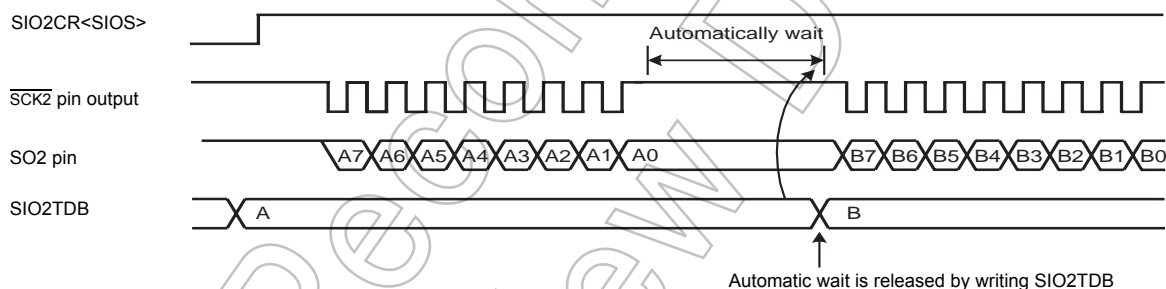 SIO2CR<SIOS>
Automatically wait
SCK2 pin output
SO2 pin
A7 A6 A5 A4 A3 A2 A1 A0 B7 B6 B5 B4 B3 B2 B1 B0
SIO2TDB
A B
Automatic wait is released by writing SIO2TDB